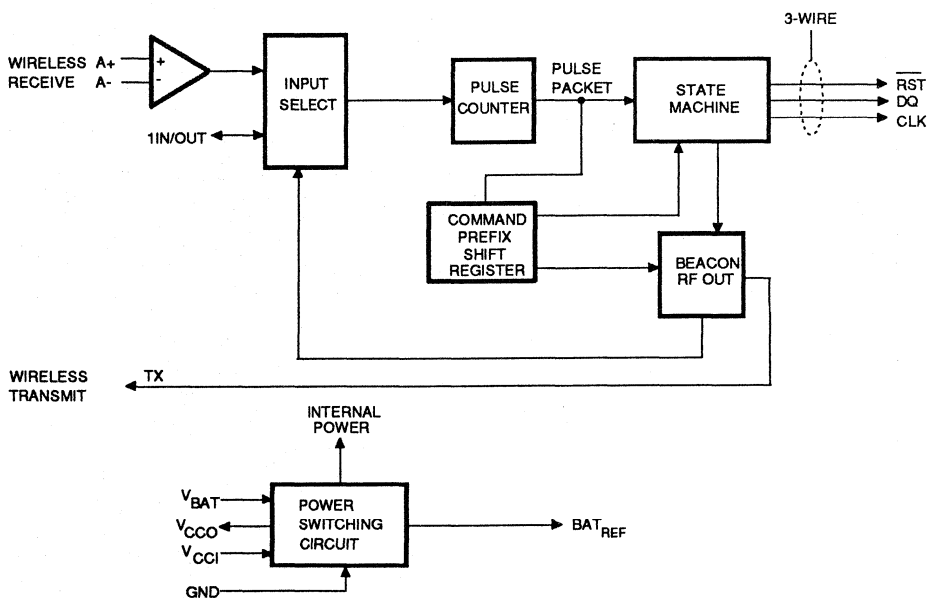 3-WIRE
WIRELESS A+
RECEIVE A-
+
-
INPUT
SELECT
1IN/OUT
PULSE
COUNTER
PULSE
PACKET
STATE
MACHINE
RST
DQ
CLK
COMMAND
PREFIX
SHIFT
REGISTER
BEACON
RF OUT
WIRELESS
TRANSMIT
TX
INTERNAL
POWER
VBAT
VCCO
VCCI
GND
POWER
SWITCHING
CIRCUIT
BATREF